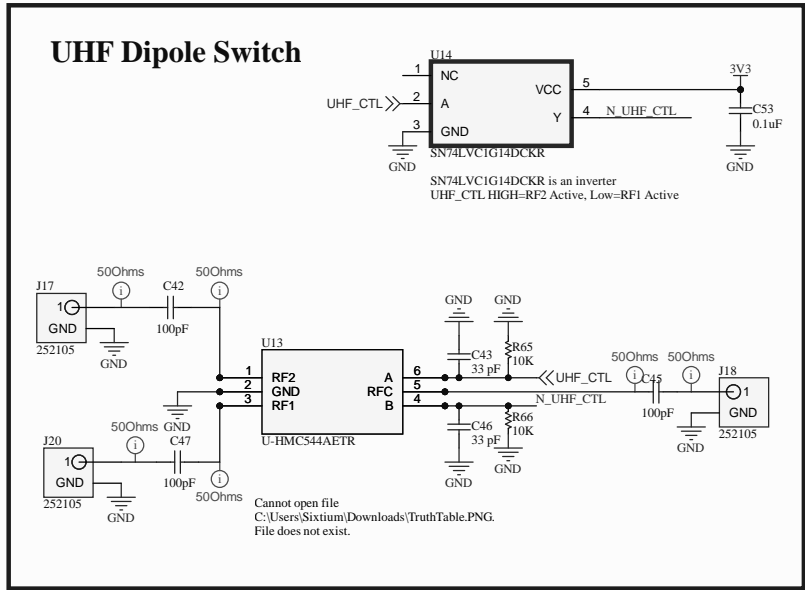 UHF Dipole Switch
U14
1
NC
VCC
5
3V3
UHF_CTL
2
A
Y
4
N_UHF_CTL
C53
0.1uF
3
GND
GND
SN74LVC1G14DCKR
GND
SN74LVC1G14DCKR is an inverter
UHF_CTL HIGH=RF2 Active, Low=RF1 Active
J17
50Ohms
i
C42
50Ohms
i
1
GND
252105
GND
100pF
U13
1
RF2
2
GND
3
RF1
A
6
RFC
5
B
4
U-HMC544AETR
GND
GND
GND
C43
33 pF
R65
10K
UHF_CTL
N_UHF_CTL
C46
33 pF
R66
10K
GND
GND
50Ohms
i
C45
100pF
50Ohms
i
J18
1
GND
252105
GND
J20
50Ohms
i
C47
100pF
50Ohms
i
1
GND
252105
GND
Cannot open file
C:\Users\Sixtium\Downloads\TruthTable.PNG.
File does not exist.